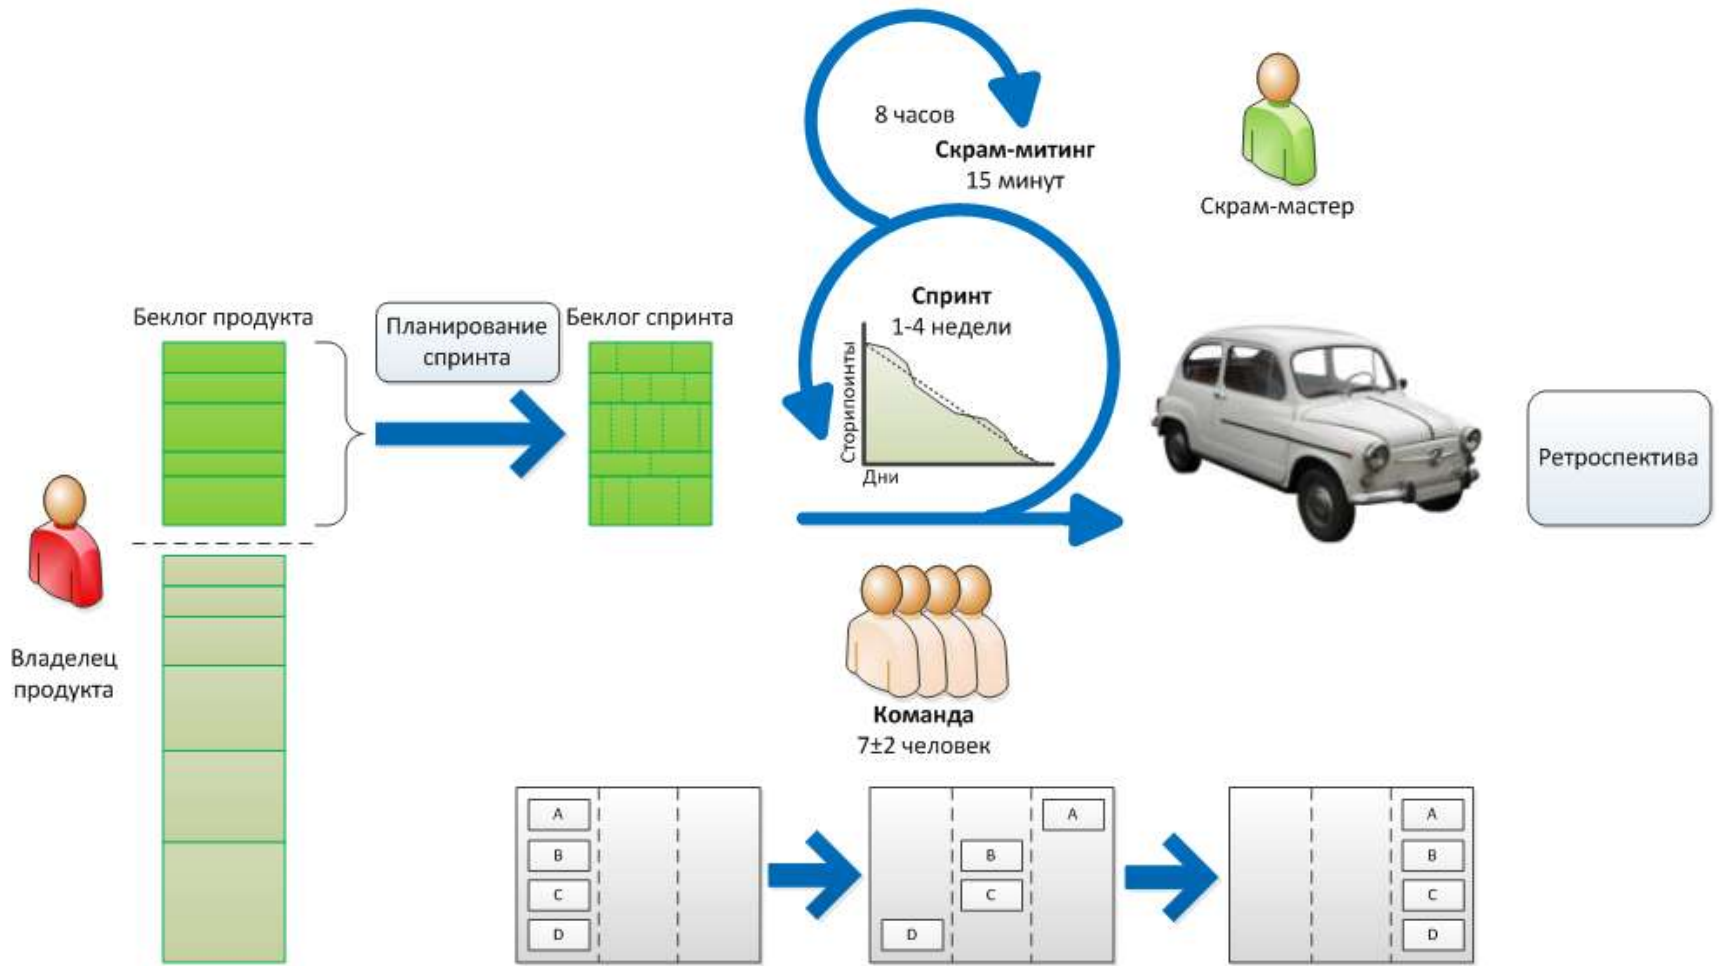 8 часов
Скрам-митинг
15 минут
Скрам-мастер
Спринт
1-4 недели
Сторипоинты
Дни
Беклог продукта
Планирование
спринта
Беклог спринта
Ретроспектива
Владелец
продукта
Команда
7±2 человек
A
B
C
D
A
B
C
D
A
B
C
D